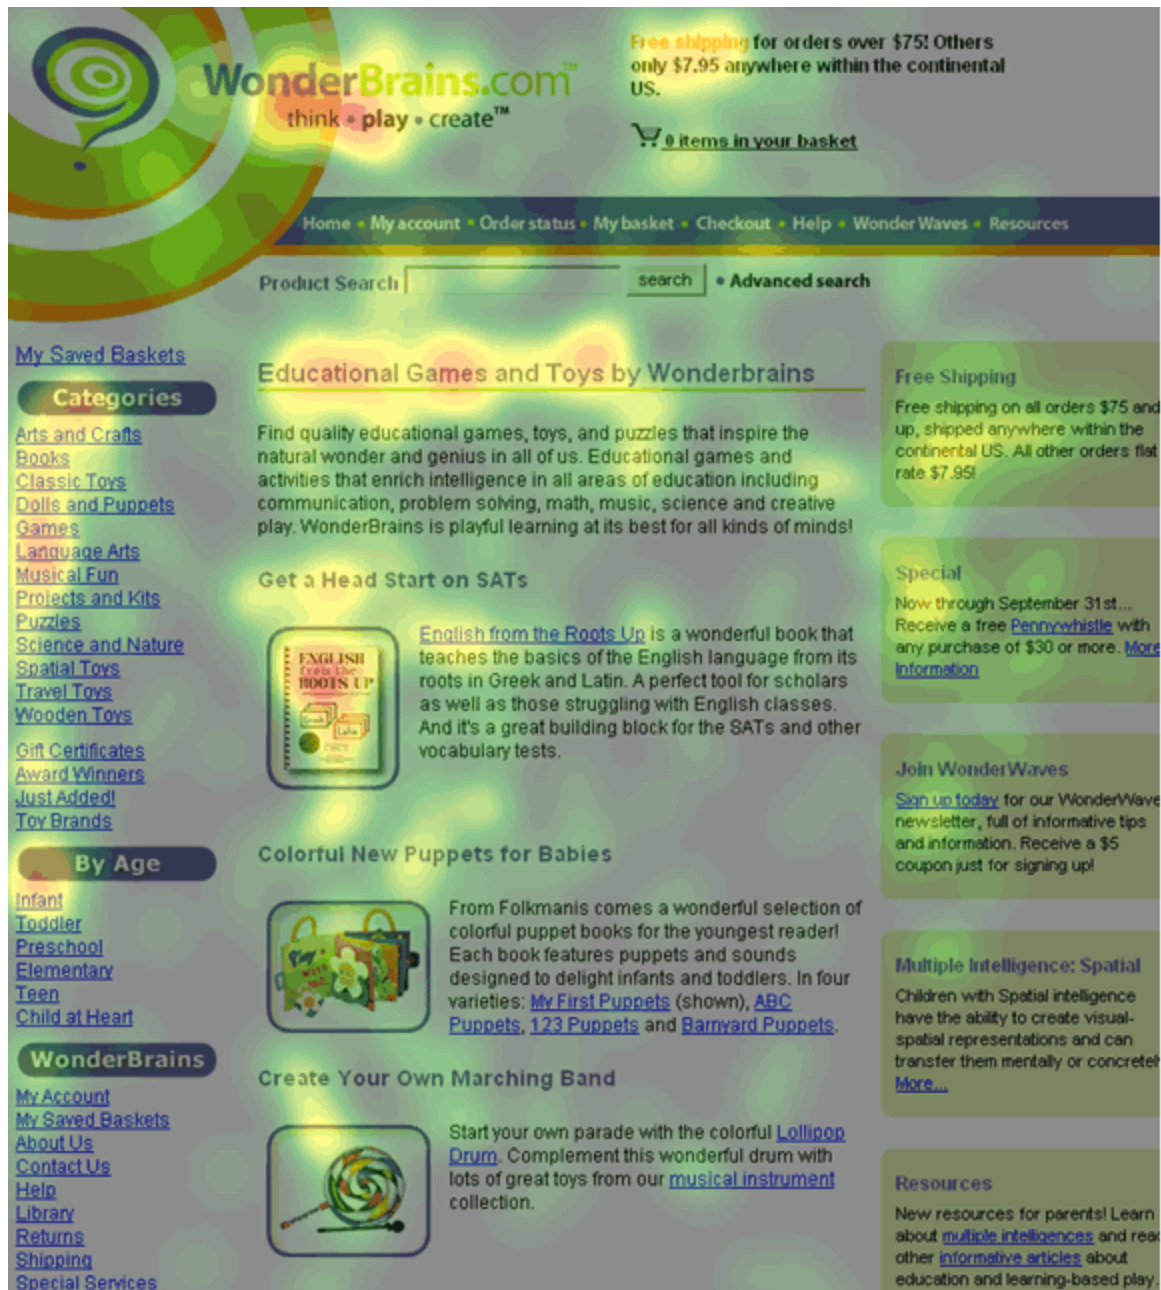 WonderBrains.com™
think • play • create™
Free shipping for orders over $75! Others
only $7.95 anywhere within the continental
US.
0 items in your basket
Home • My account • Order status • My basket • Checkout • Help • WonderWaves • Resources
Product Search
search
• Advanced search
My Saved Baskets
Categories
Arts and Crafts
Books
Classic Toys
Dolls and Puppets
Games
Language Arts
Musical Fun
Projects and Kits
Puzzles
Science and Nature
Spatial Toys
Travel Toys
Wooden Toys
Gift Certificates
Award Winners
Just Added!
Toy Brands
By Age
Infant
Toddler
Preschool
Elementary
Teen
Child at Heart
WonderBrains
My Account
My Saved Baskets
About Us
Contact Us
Help
Library
Returns
Shipping
Special Services
Educational Games and Toys by Wonderbrains
Find quality educational games, toys, and puzzles that inspire the
natural wonder and genius in all of us. Educational games and
activities that enrich intelligence in all areas of education including
communication, problem solving, math, music, science and creative
play. WonderBrains is playful learning at its best for all kinds of minds!
Get a Head Start on SATs
ENGLISH
from the
ROOTS UP
Greek
Latin
English from the Roots Up is a wonderful book that
teaches the basics of the English language from its
roots in Greek and Latin. A perfect tool for scholars
as well as those struggling with English classes.
And it's a great building block for the SATs and other
vocabulary tests.
Colorful New Puppets for Babies
From Folkmanis comes a wonderful selection of
colorful puppet books for the youngest reader!
Each book features puppets and sounds
designed to delight infants and toddlers. In four
varieties: My First Puppets (shown), ABC
Puppets, 123 Puppets and Barnyard Puppets.
Create Your Own Marching Band
Start your own parade with the colorful Lollipop
Drum. Complement this wonderful drum with
lots of great toys from our musical instrument
collection.
Free Shipping
Free shipping on all orders $75 and
up, shipped anywhere within the
continental US. All other orders flat
rate $7.95!
Special
Now through September 31st...
Receive a free Pennywhistle with
any purchase of $30 or more. More
Information
Join WonderWaves
Sign up today for our WonderWave
newsletter, full of informative tips
and information. Receive a $5
coupon just for signing up!
Multiple Intelligence: Spatial
Children with Spatial intelligence
have the ability to create visual-
spatial representations and can
transfer them mentally or concretel
More...
Resources
New resources for parents! Learn
about multiple intelligences and read
other informative articles about
education and learning-based play.